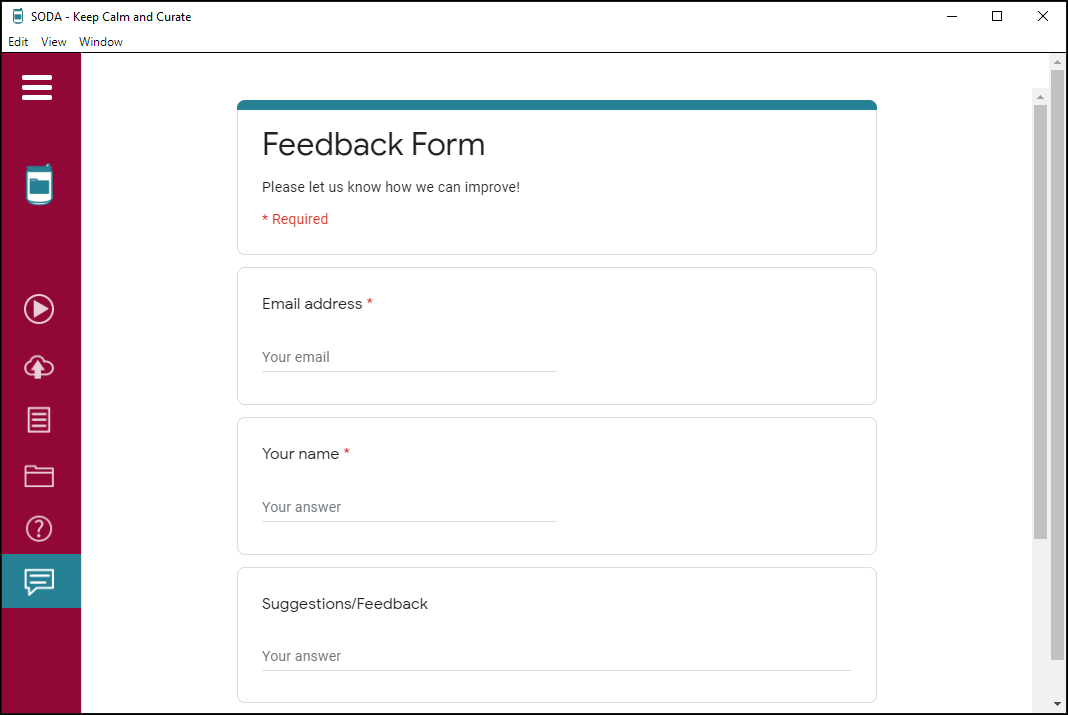 SODA - Keep Calm and Curate
Edit View Window
Feedback Form
Please let us know how we can improve!
* Required
Email address *
Your email
Your name *
Your answer
?
Suggestions/Feedback
Your answer